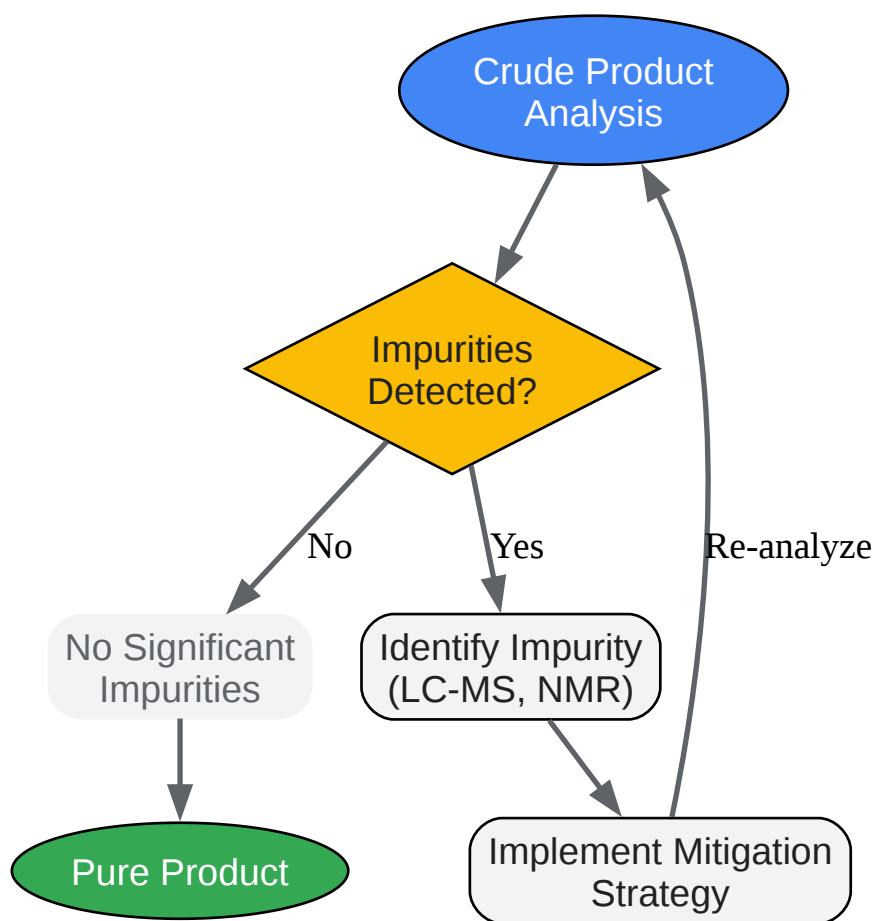 Crude Product
Analysis
Impurities
Detected?
No
Yes
Re-analyze
No Significant
Impurities
Identify Impurity
(LC-MS, NMR)
Pure Product
Implement Mitigation
Strategy